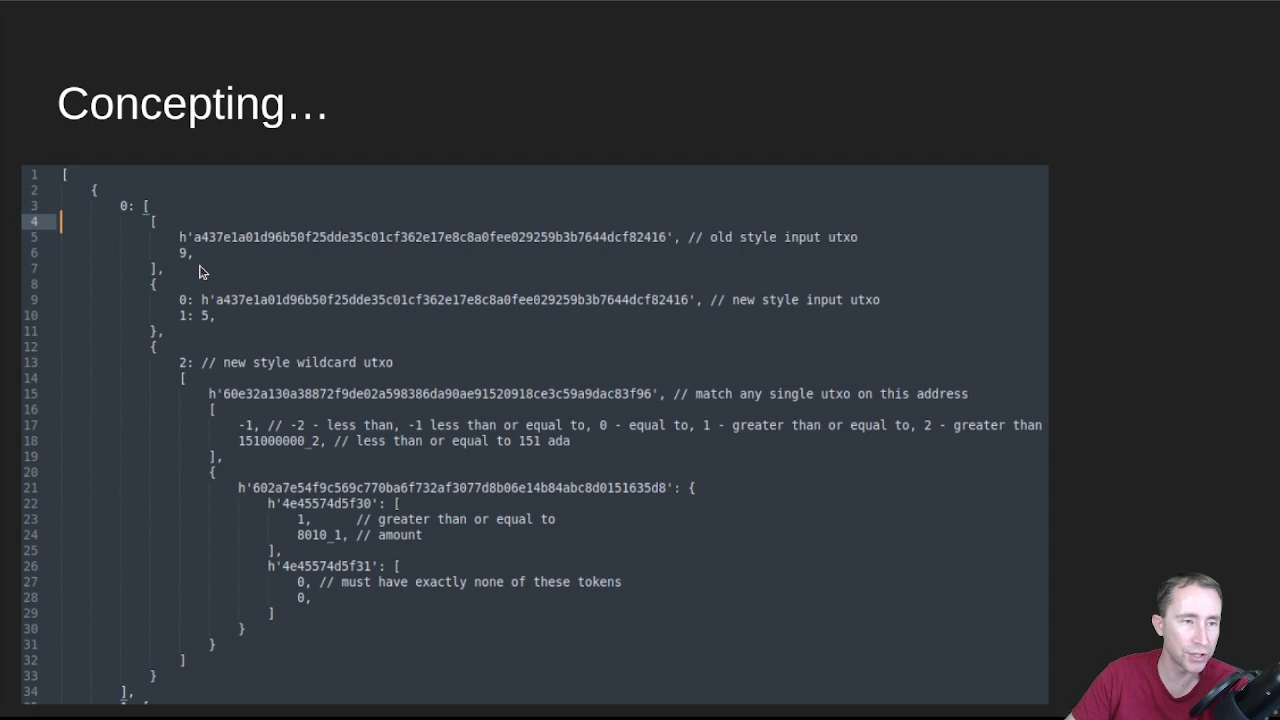 Concepting…
1 [
2 {
3 0: [
4 [
5 h'a437e1a01d96b50f25dde35c01cf362e17e8c8a0fee029259b3b7644dcf82416', // old style input utxo
6 9,
7 ],
8 {
9 0: h'a437e1a01d96b50f25dde35c01cf362e17e8c8a0fee029259b3b7644dcf82416', // new style input utxo
10 1: 5,
11 },
12 {
13 2: // new style wildcard utxo
14 [
15 h'60e32a130a38872f9de02a598386da90ae91520918ce3c59a9dac83f96', // match any single utxo on this address
16 [
17 -1, // -2 - less than, -1 less than or equal to, 0 - equal to, 1 - greater than or equal to, 2 - greater than
18 151000000_2, // less than or equal to 151 ada
19 ],
20 {
21 h'602a7e54f9c569c770ba6f732af3077d8b06e14b84abc8d0151635d8': {
22 h'4e45574d5f30': [
23 1, // greater than or equal to
24 8010_1, // amount
25 ],
26 h'4e45574d5f31': [
27 0, // must have exactly none of these tokens
28 0,
29 ]
30 }
31 }
32 ]
33 }
34 ],